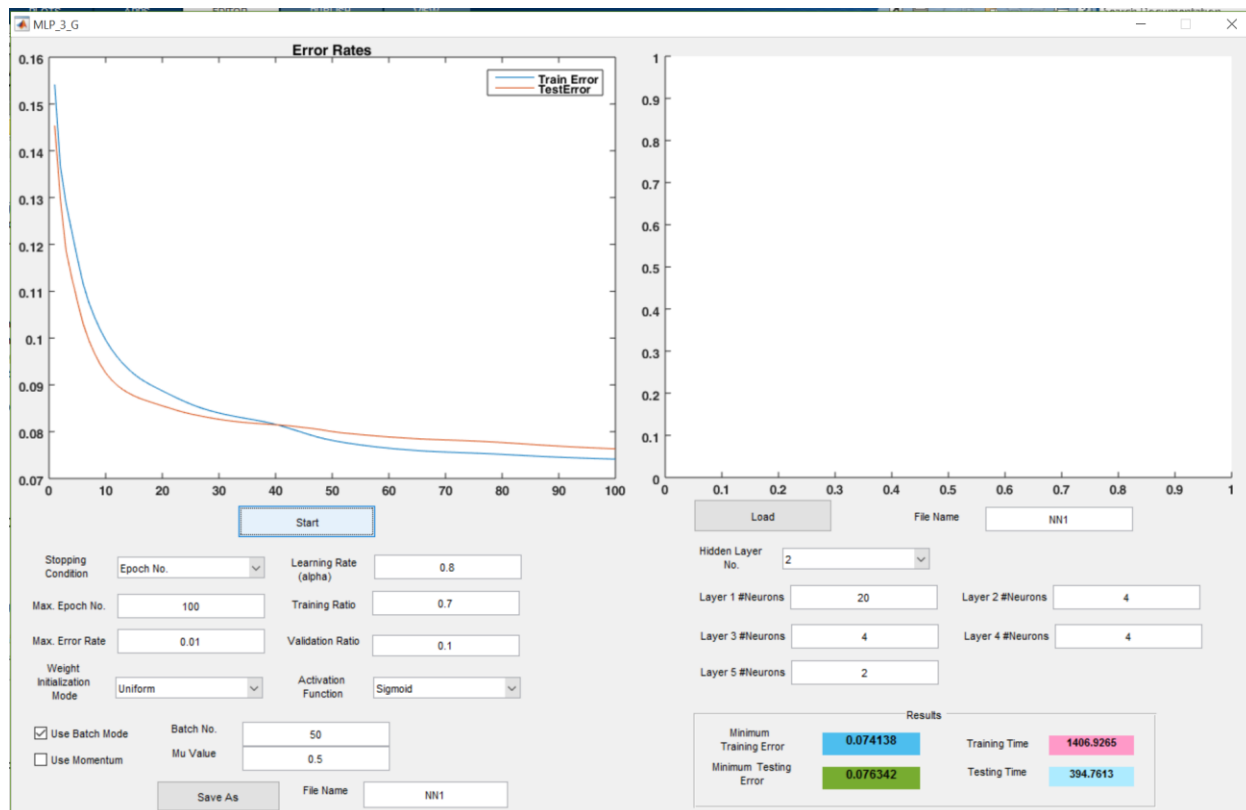 PLOTS APPS EDITOR PUBLISH VIEW Search Documentation
MLP_3_G
Error Rates
Train Error
TestError
0.16
0.15
0.14
0.13
0.12
0.11
0.1
0.09
0.08
0.07
0 10 20 30 40 50 60 70 80 90 100
1
0.9
0.8
0.7
0.6
0.5
0.4
0.3
0.2
0.1
0
0 0.1 0.2 0.3 0.4 0.5 0.6 0.7 0.8 0.9 1
Start
Stopping
Condition
Epoch No.
Learning Rate
(alpha)
0.8
Max. Epoch No.
100
Training Ratio
0.7
Max. Error Rate
0.01
Validation Ratio
0.1
Weight
Initialization
Mode
Uniform
Activation
Function
Sigmoid
Use Batch Mode
Batch No.
50
Use Momentum
Mu Value
0.5
Save As
File Name
NN1
Load
File Name
NN1
Hidden Layer
No.
2
Layer 1 #Neurons
20
Layer 2 #Neurons
4
Layer 3 #Neurons
4
Layer 4 #Neurons
4
Layer 5 #Neurons
2
Results
Minimum
Training Error
0.074138
Training Time
1406.9265
Minimum Testing
Error
0.076342
Testing Time
394.7613